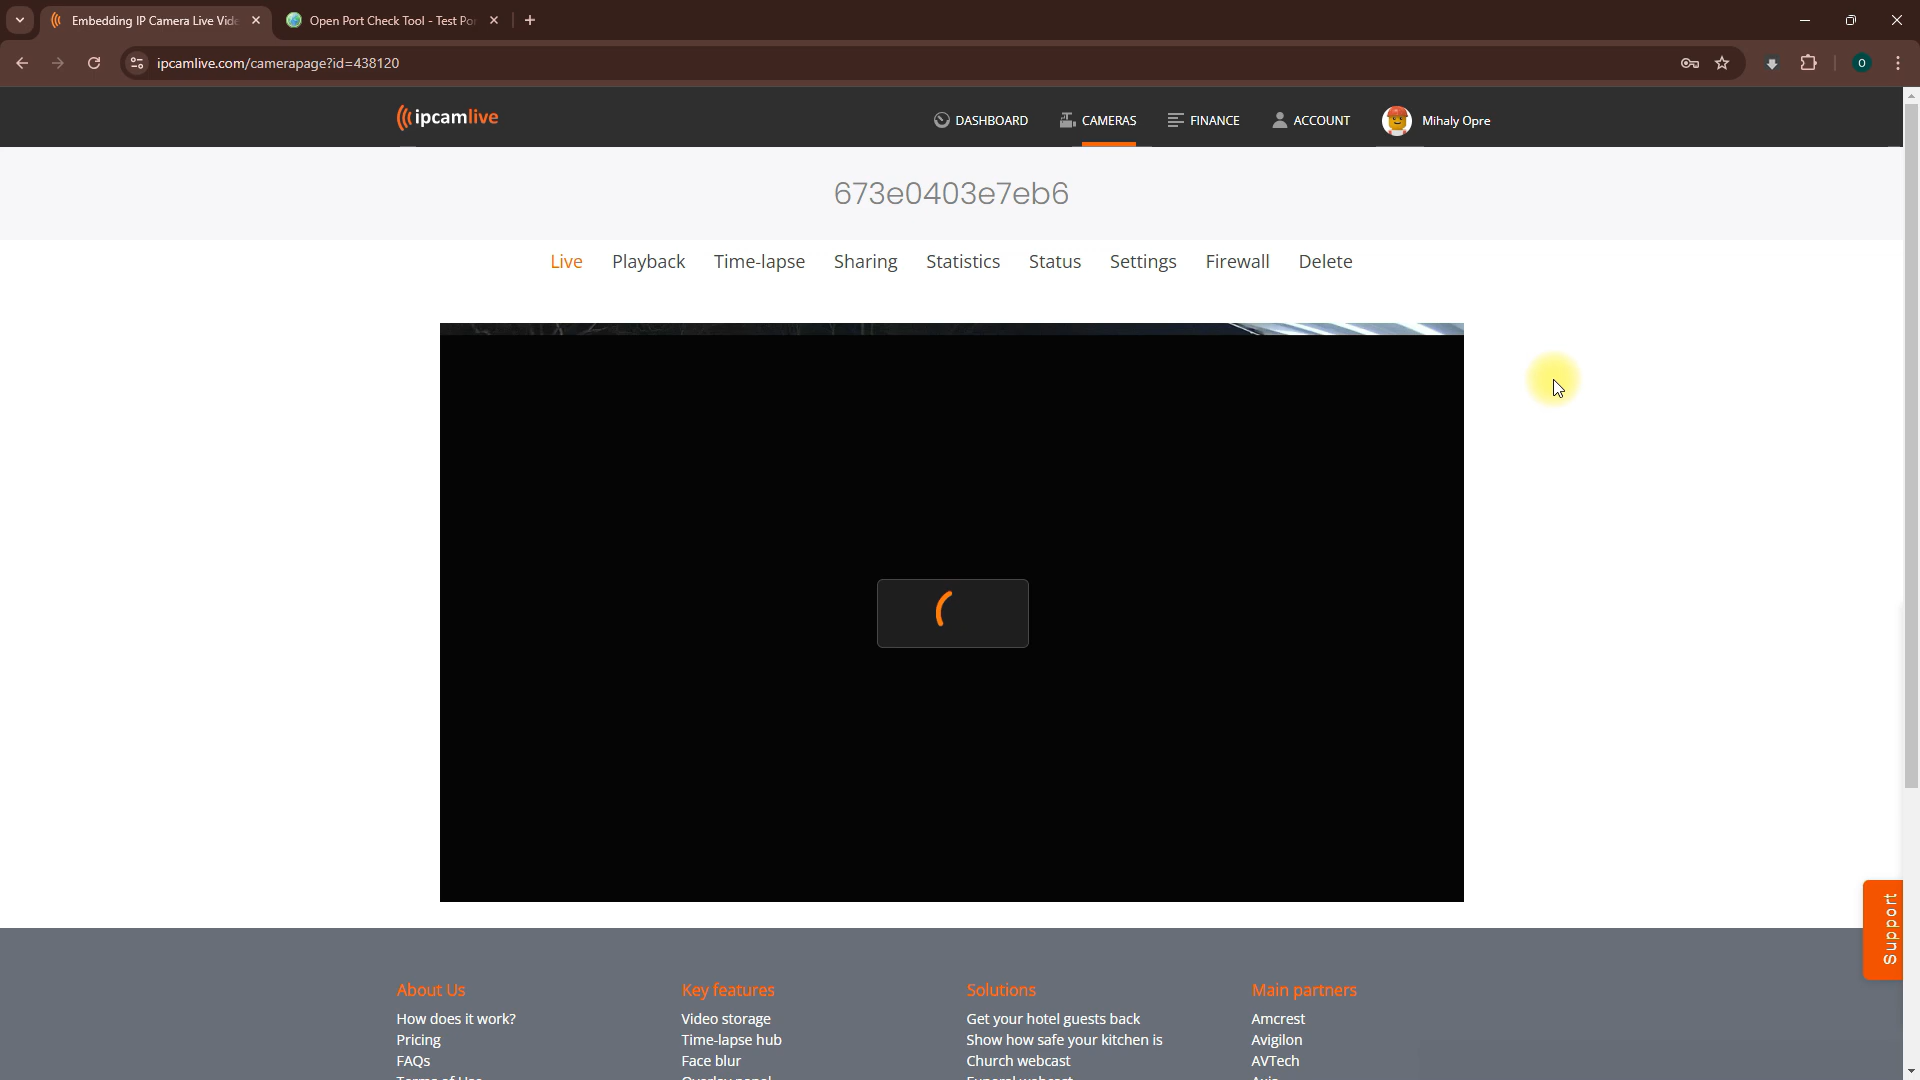 Embedding IP Camera Live Vid
Open Port Check Tool - Test Po
ipcamlive.com/camerapage?id=438120
O
ipcamlive
DASHBOARD
CAMERAS
FINANCE
ACCOUNT
Mihaly Opre
673e0403e7eb6
Live
Playback
Time-lapse
Sharing
Statistics
Status
Settings
Firewall
Delete
Support
About Us
Key features
Solutions
Main partners
How does it work?
Video storage
Get your hotel guests back
Amcrest
Pricing
Time-lapse hub
Show how safe your kitchen is
Avigilon
FAQs
Face blur
Church webcast
AVTech